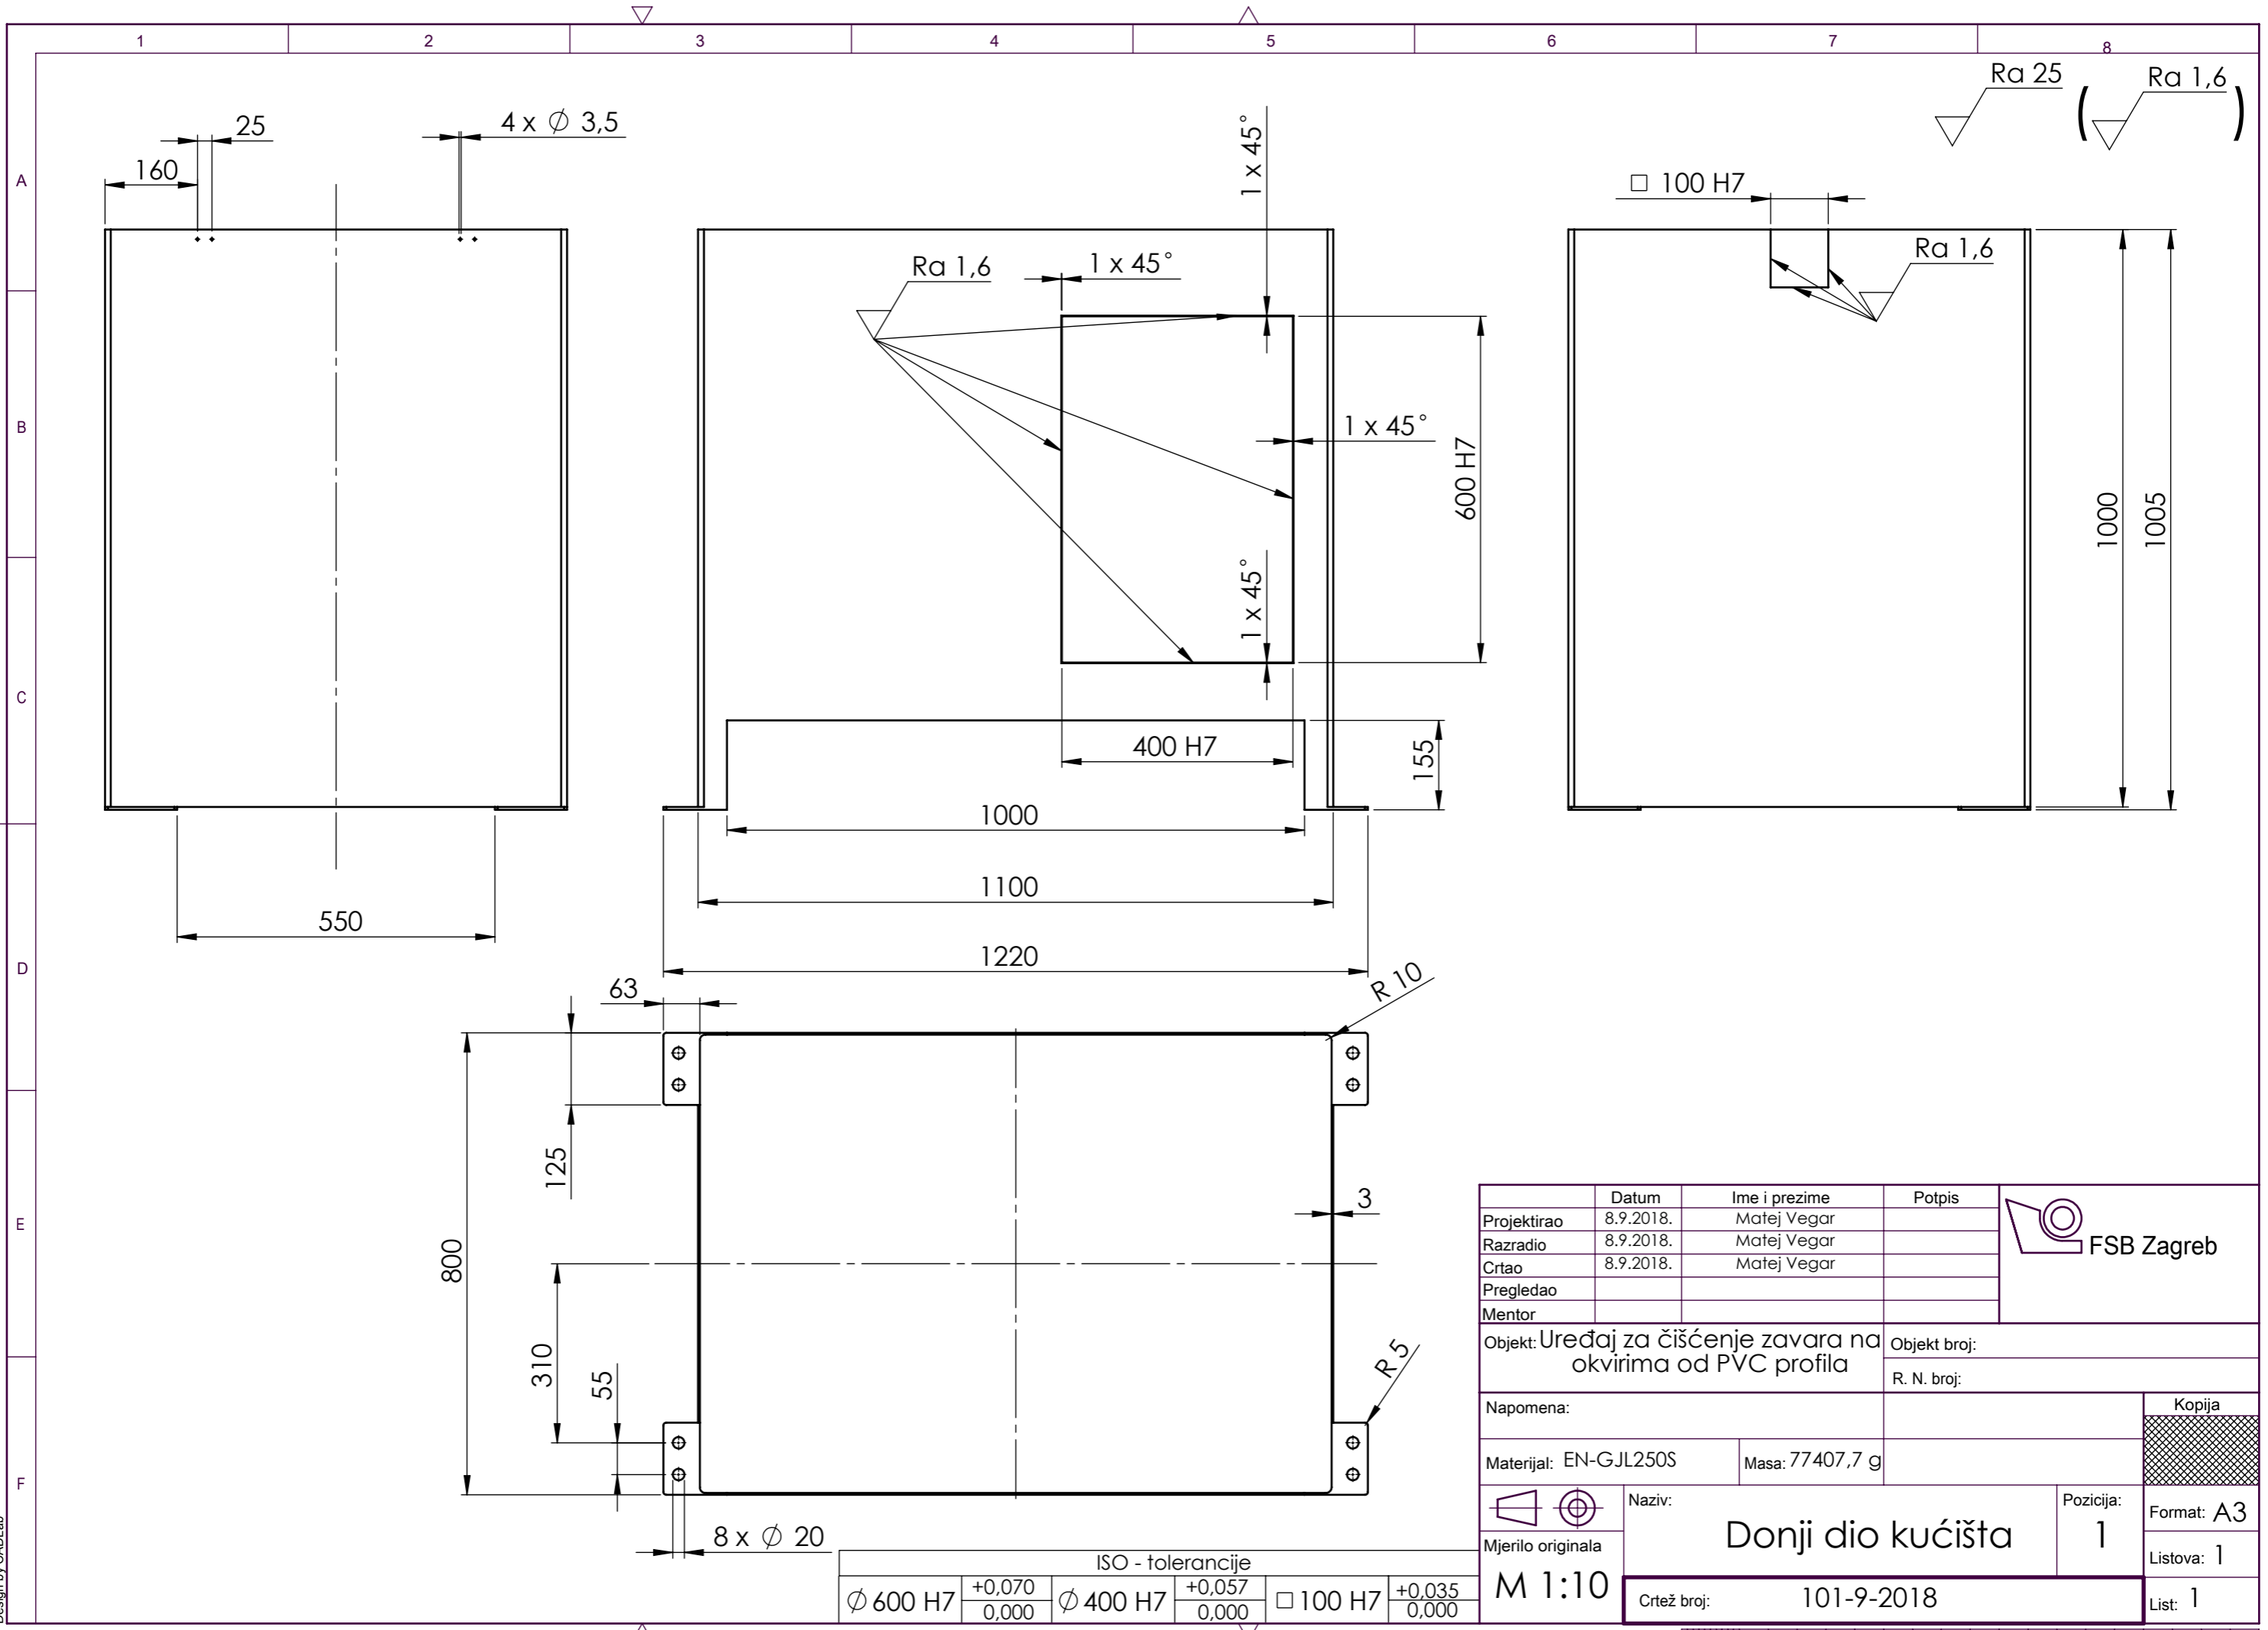 1 2 3 4 5 6 7 8
A
B
C
D
E
F
Ra 25 ( Ra 1,6 )
25
4 x ∅ 3,5
160
1 x 45°
Ra 1,6
1 x 45°
1 x 45°
600 H7
1 x 45°
400 H7
155
1000
1100
1220
550
□ 100 H7
Ra 1,6
1000
1005
63
R 10
125
800
3
310
55
R 5
8 x ∅ 20
ISO - tolerancije
∅ 600 H7 +0,070 0,000 ∅ 400 H7 +0,057 0,000 □ 100 H7 +0,035 0,000
Datum Ime i prezime Potpis
Projektirao 8.9.2018. Matej Vegar
Razradio 8.9.2018. Matej Vegar
Crtao 8.9.2018. Matej Vegar
Pregledao
Mentor
FSB Zagreb
Objekt: Uređaj za čišćenje zavara na
okvirima od PVC profila
Objekt broj:
R. N. broj:
Napomena:
Kopija
Materijal: EN-GJL250S Masa: 77407,7 g
Naziv:
Donji dio kućišta
Pozicija:
1
Format: A3
Mjerilo originala
M 1:10
Listova: 1
Crtež broj: 101-9-2018
List: 1
Design by CADLab